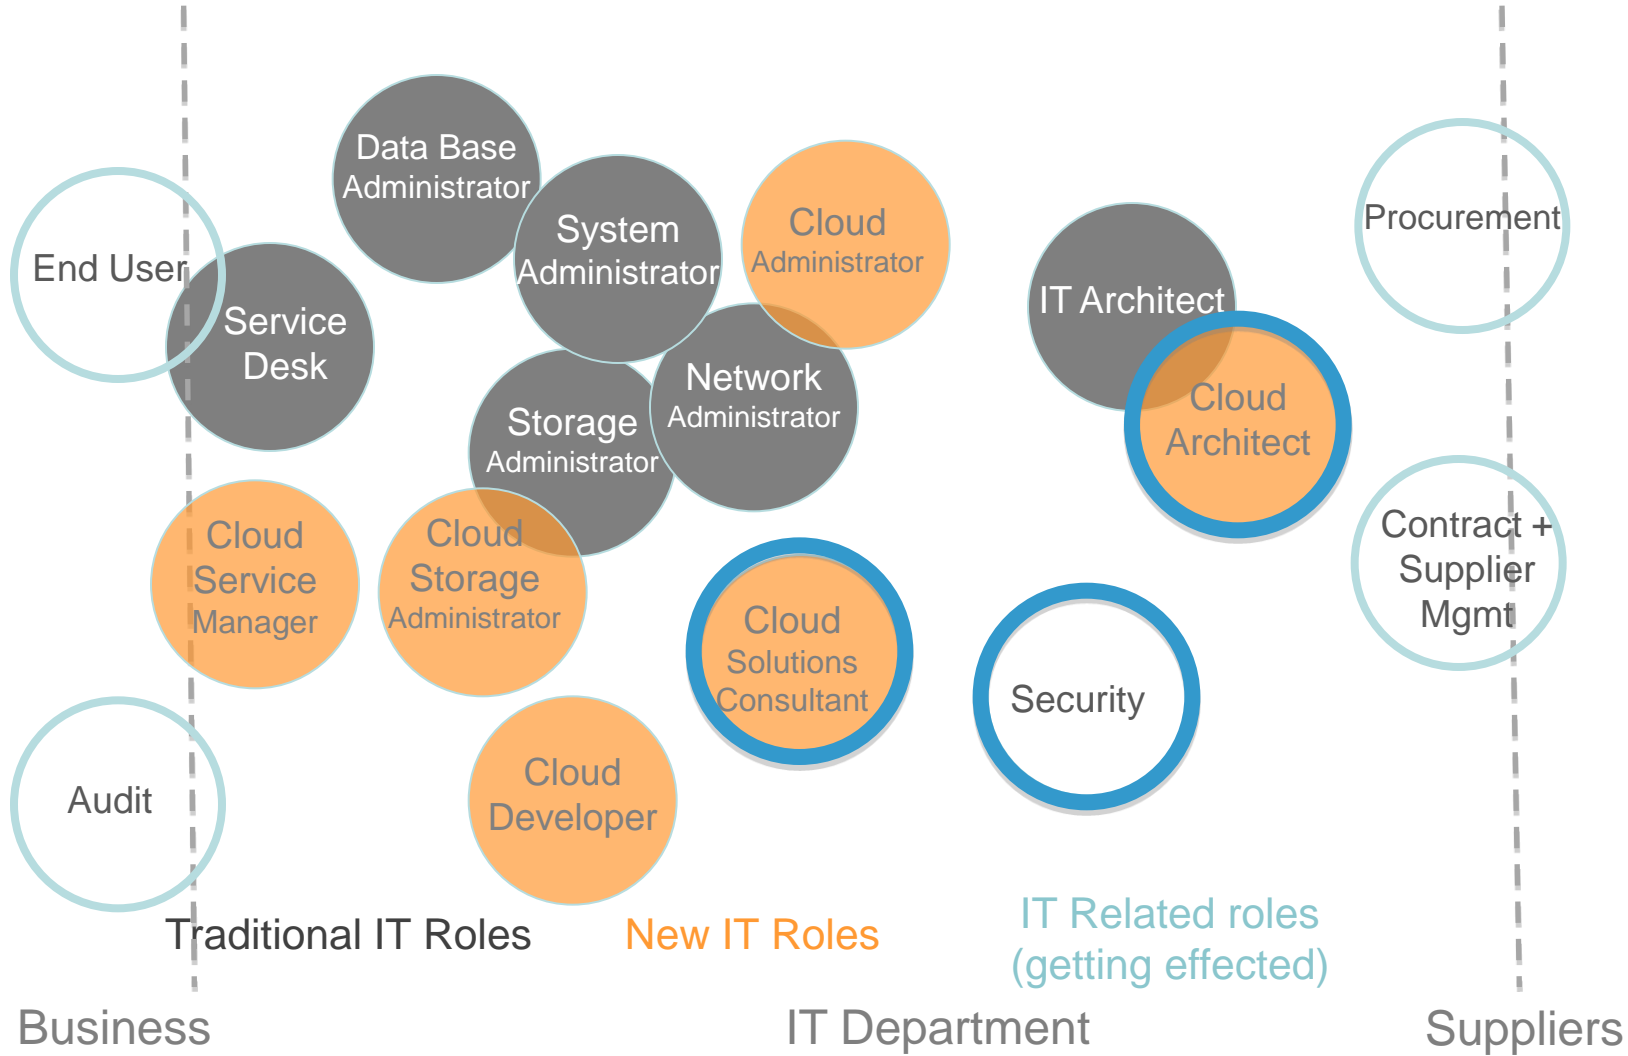 Data Base
Administrator
System
Administrator
Cloud
Administrator
Procurement
End User
Service
Desk
IT Architect
Network
Administrator
Cloud
Architect
Storage
Administrator
Cloud
Service
Manager
Cloud
Storage
Administrator
Contract +
Supplier
Mgmt
Cloud
Solutions
Consultant
Security
Audit
Cloud
Developer
Traditional IT Roles
New IT Roles
IT Related roles
(getting effected)
Business
IT Department
Suppliers